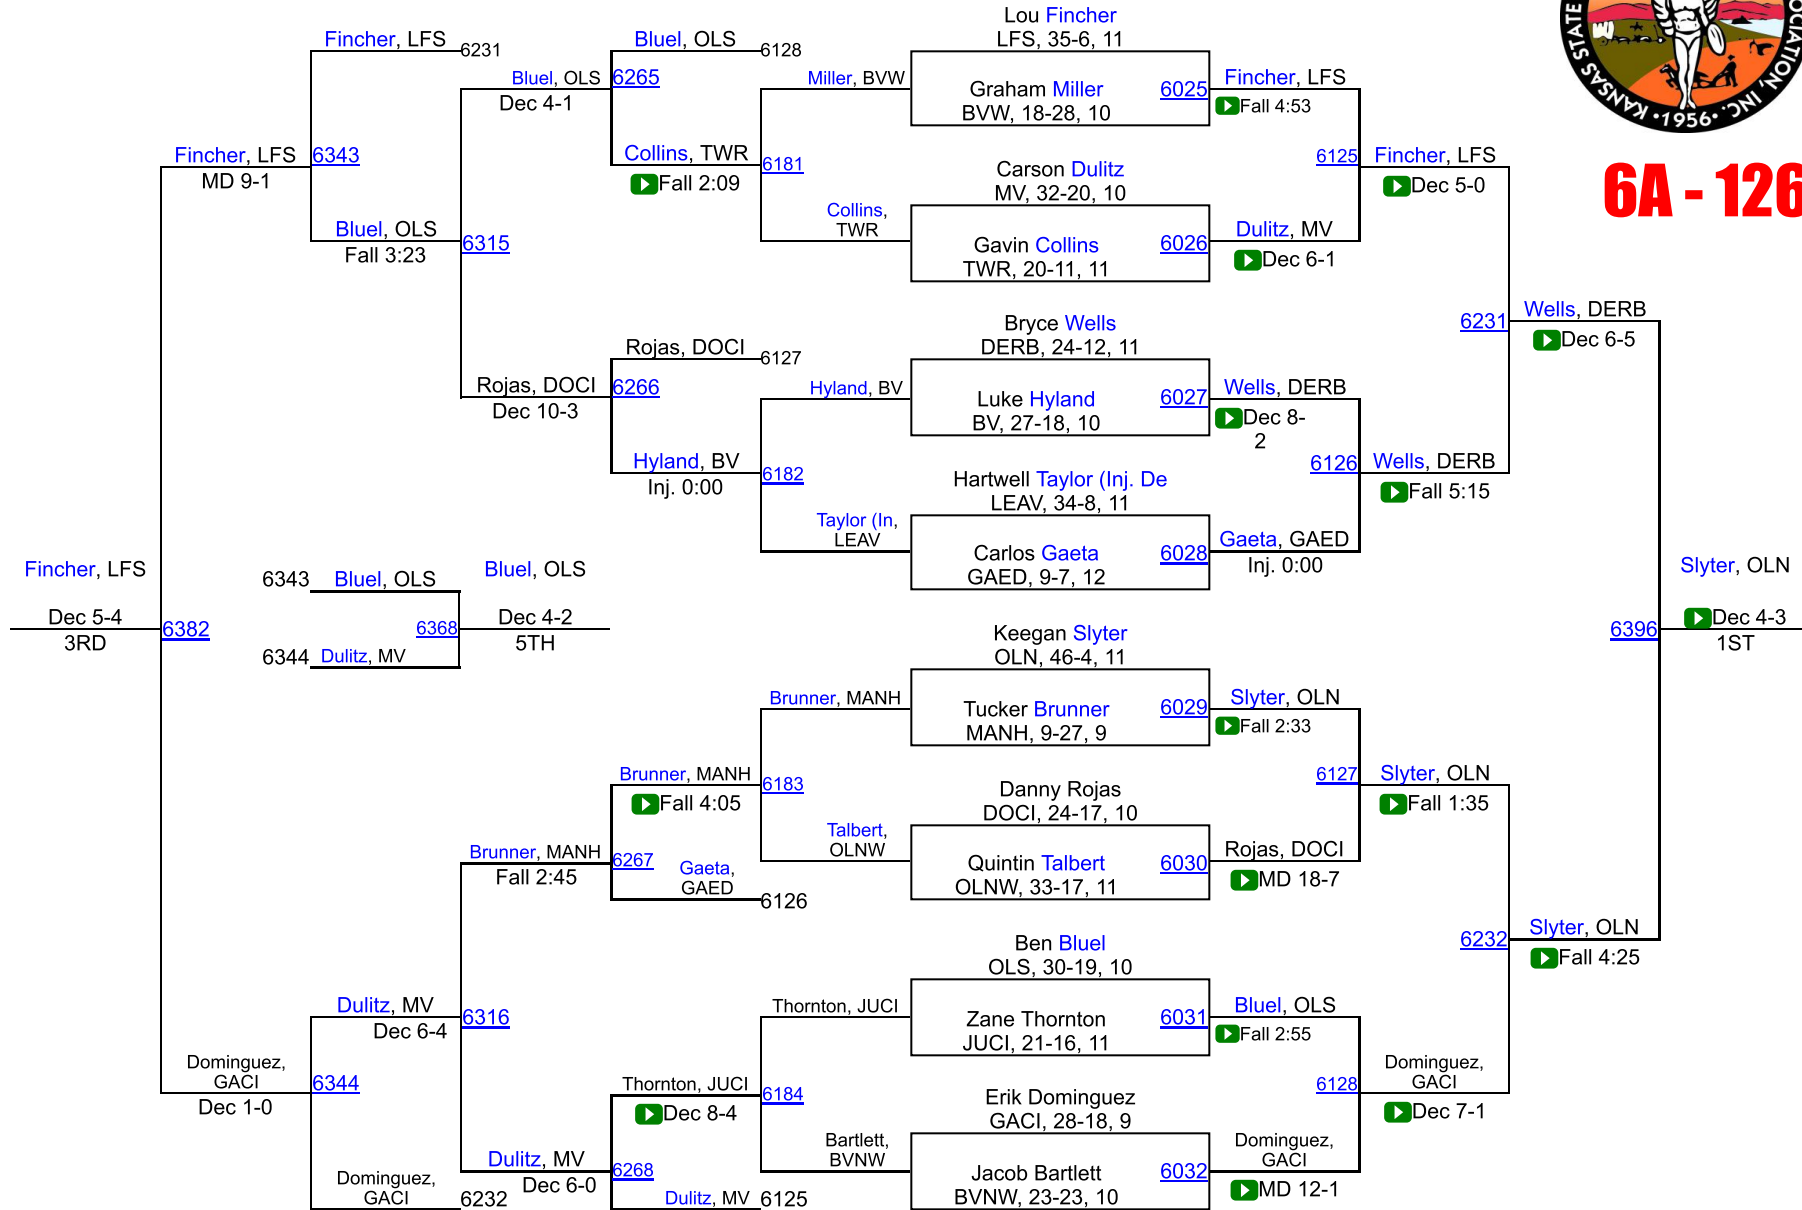 KANSAS STATE
OCIATION, INC.
•1956•
6A - 126
Lou Fincher
LFS, 35-6, 11
Graham Miller
BVW, 18-28, 10
6025
Carson Dulitz
MV, 32-20, 10
Gavin Collins
TWR, 20-11, 11
6026
Bryce Wells
DERB, 24-12, 11
Luke Hyland
BV, 27-18, 10
6027
Hartwell Taylor (Inj. De
LEAV, 34-8, 11
Carlos Gaeta
GAED, 9-7, 12
6028
Keegan Slyter
OLN, 46-4, 11
Tucker Brunner
MANH, 9-27, 9
6029
Danny Rojas
DOCI, 24-17, 10
Quintin Talbert
OLNW, 33-17, 11
6030
Ben Bluel
OLS, 30-19, 10
Zane Thornton
JUCI, 21-16, 11
6031
Erik Dominguez
GACI, 28-18, 9
Jacob Bartlett
BVNW, 23-23, 10
6032
Fincher, LFS
Fall 4:53
6125
Dulitz, MV
Dec 6-1
Wells, DERB
Dec 8-
2
6126
Gaeta, GAED
Inj. 0:00
Slyter, OLN
Fall 2:33
6127
Rojas, DOCI
MD 18-7
Bluel, OLS
Fall 2:55
6128
Dominguez,
GACI
MD 12-1
Fincher, LFS
Dec 5-0
6231
Wells, DERB
Fall 5:15
Slyter, OLN
Fall 1:35
6232
Dominguez,
GACI
Dec 7-1
Wells, DERB
Dec 6-5
6396
Slyter, OLN
Fall 4:25
Slyter, OLN
Dec 4-3
1ST
Miller, BVW
6181
Collins,
TWR
Hyland, BV
6182
Taylor (In,
LEAV
Brunner, MANH
6183
Talbert,
OLNW
Thornton, JUCI
6184
Bartlett,
BVNW
Bluel, OLS
6128
6265
Collins, TWR
Fall 2:09
Rojas, DOCI
6127
6266
Hyland, BV
Inj. 0:00
Brunner, MANH
Fall 4:05
6267
Gaeta,
GAED
6126
Thornton, JUCI
Dec 8-4
6268
Dulitz, MV
6125
Bluel, OLS
Dec 4-1
6315
Rojas, DOCI
Dec 10-3
Brunner, MANH
Fall 2:45
6316
Dulitz, MV
Dec 6-0
Fincher, LFS
6231
6343
Bluel, OLS
Fall 3:23
Dulitz, MV
Dec 6-4
6344
Dominguez,
GACI
6232
Fincher, LFS
MD 9-1
6382
Dominguez,
GACI
Dec 1-0
Fincher, LFS
Dec 5-4
3RD
6343
Bluel, OLS
6368
6344
Dulitz, MV
Bluel, OLS
Dec 4-2
5TH